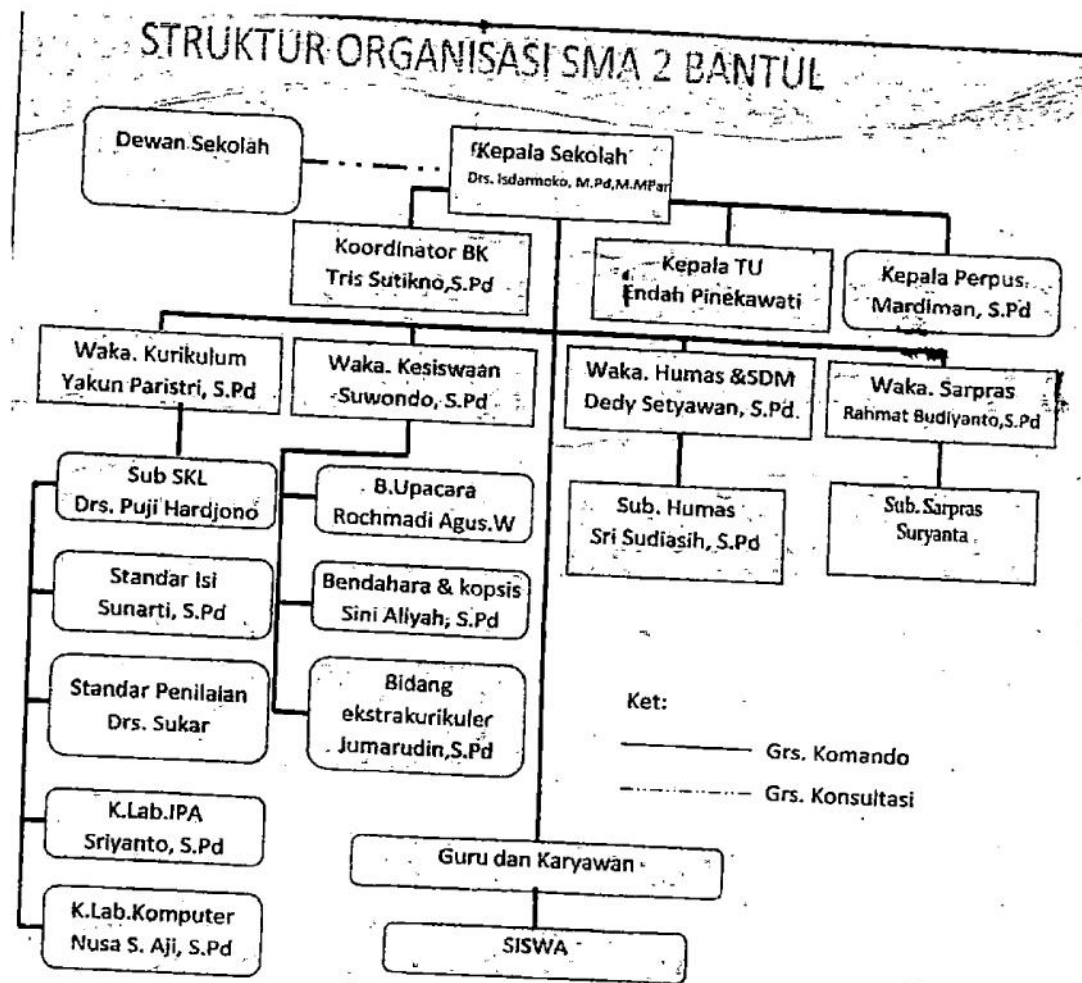 STRUKTUR ORGANISASI SMA 2 BANTUL
Dewan Sekolah
Kepala Sekolah
Drs. Isdarmoko, M.Pd,M.MPar
Koordinator BK
Tris Sutikno,S.Pd
Kepala TU
Endah Pinekawati
Kepala Perpus.
Mardiman, S.Pd
Waka. Kurikulum
Yakun Paristri, S.Pd
Waka. Kesiswaan
Suwondo, S.Pd
Waka. Humas &SDM
Dedy Setyawan, S.Pd.
Waka. Sarpras
Rahmat Budiyanto,S.Pd
Sub SKL
Drs. Puji Hardjono
B.Upacara
Rochmadi Agus.W
Sub. Humas
Sri Sudiasih, S.Pd
Sub. Sarpras
Suryanta
Standar Isi
Sunarti, S.Pd
Bendahara & kopsis
Sini Aliyah, S.Pd
Standar Penilaian
Drs. Sukar
Bidang
ekstrakurikuler
Jumarudin,S.Pd
Ket:
Grs. Komando
Grs. Konsultasi
K.Lab.IPA
Sriyanto, S.Pd
Guru dan Karyawan
K.Lab.Komputer
Nusa S. Aji, S.Pd
SISWA